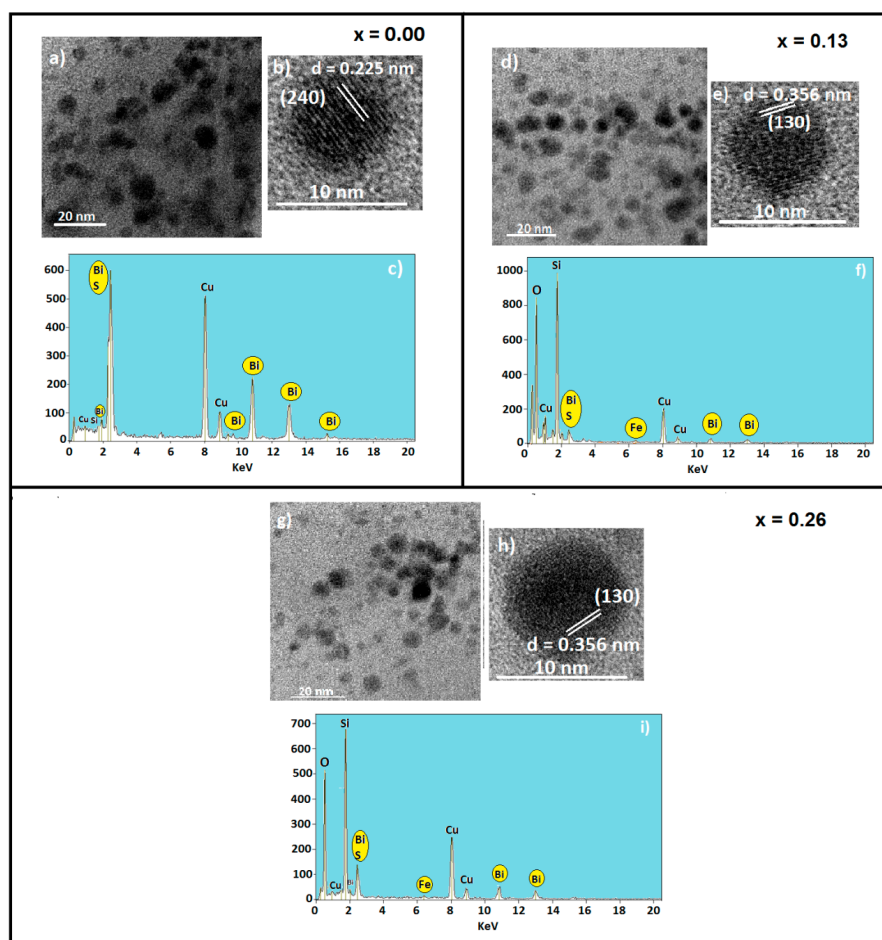 x = 0.00
a)
b)
d = 0.225 nm
(240)
20 nm
10 nm
c)
600
500
400
300
200
100
0
Bi
S
Cu
Si
Bi
Cu
Cu
Bi
Bi
Bi
Bi
0 2 4 6 8 10 12 14 16 18 20
KeV
x = 0.13
d)
e)
d = 0.356 nm
(130)
20 nm
10 nm
f)
1000
800
600
400
200
0
O
Si
Cu
Bi
S
Fe
Cu
Cu
Bi
Bi
0 2 4 6 8 10 12 14 16 18 20
KeV
x = 0.26
g)
h)
(130)
d = 0.356 nm
20 nm
10 nm
i)
700
600
500
400
300
200
100
0
O
Si
Cu
Bi
Bi
S
Fe
Cu
Cu
Bi
Bi
0 2 4 6 8 10 12 14 16 18 20
KeV